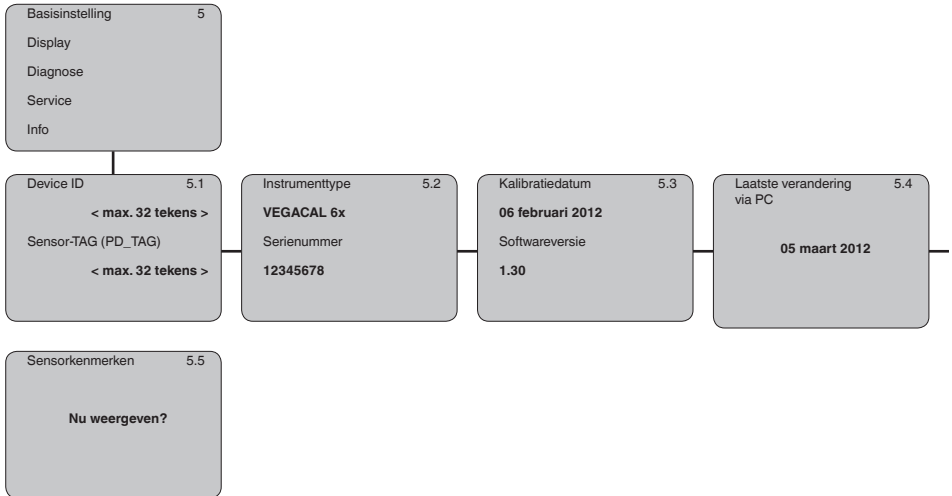 Basisinstelling 5
Display
Diagnose
Service
Info
Device ID 5.1
< max. 32 tekens >
Sensor-TAG (PD_TAG)
< max. 32 tekens >
Instrumenttype 5.2
VEGACAL 6x
Serienummer
12345678
Kalibratiedatum 5.3
06 februari 2012
Softwareversie
1.30
Laatste verandering 5.4
via PC
05 maart 2012
Sensorkenmerken 5.5
Nu weergeven?